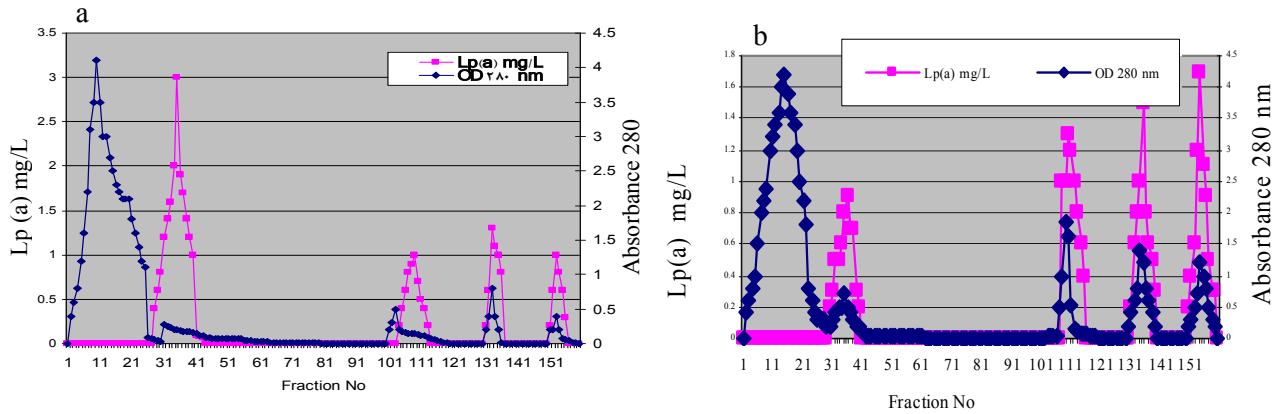 a
3.5
3
2.5
2
1.5
1
0.5
0
Lp (a) mg/L
4.5
4
3.5
3
2.5
2
1.5
1
0.5
0
Absorbance 280
Lp(a) mg/L
OD ٢٨٠ nm
1 11 21 31 41 51 61 71 81 91 101 111 121 131 141 151
Fraction No
b
1.8
1.6
1.4
1.2
1
0.8
0.6
0.4
0.2
0
Lp(a) mg/L
4.5
4
3.5
3
2.5
2
1.5
1
0.5
0
Absorbance 280 nm
Lp(a) mg/L
OD 280 nm
1 11 21 31 41 51 61 71 81 91 101 111 121 131 141 151
Fraction No